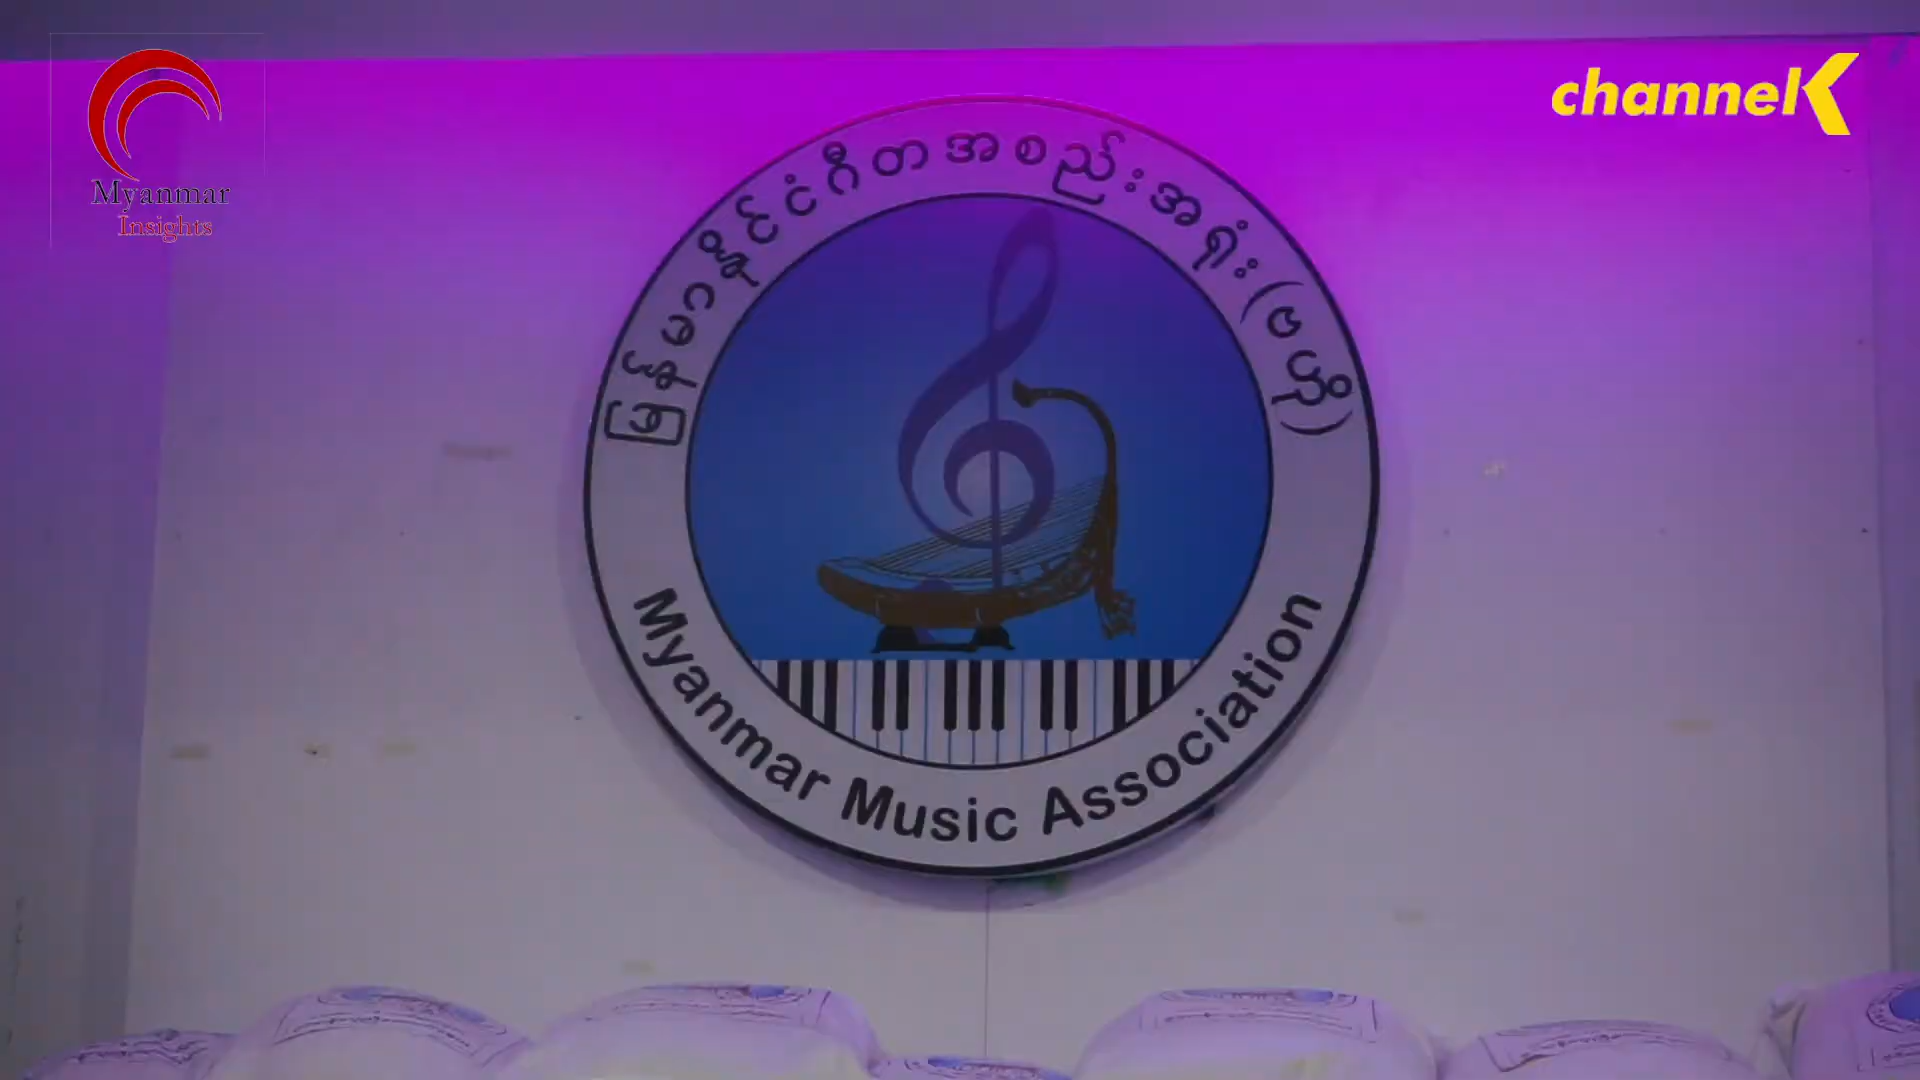 Myanmar
Insights
channelK
မြန်မာနိုင်ငံဂီတအစည်းအရုံး(ဗဟို)
Myanmar Music Association